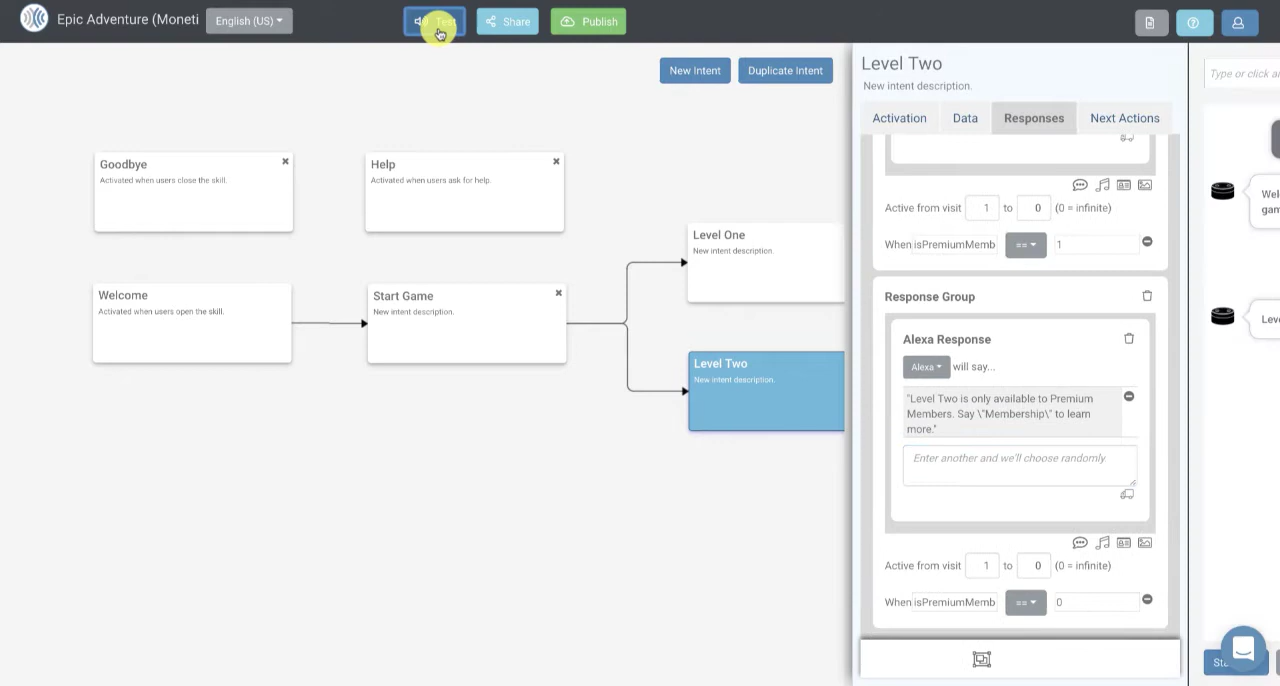 Epic Adventure (Moneti
English (US)
Test
Share
Publish
New Intent
Duplicate Intent
Goodbye
Activated when users close the skill.
Help
Activated when users ask for help.
Welcome
Activated when users open the skill.
Start Game
New intent description.
Level One
New intent description.
Level Two
New intent description.
Level Two
New intent description.
Activation
Data
Responses
Next Actions
Active from visit 1 to 0 (0 = infinite)
When isPremiumMemb == 1
Response Group
Alexa Response
Alexa will say...
"Level Two is only available to Premium
Members. Say \"Membership\" to learn
more."
Enter another and we'll choose randomly
Active from visit 1 to 0 (0 = infinite)
When isPremiumMemb == 0
Type or click an
Wel
gam
Leve